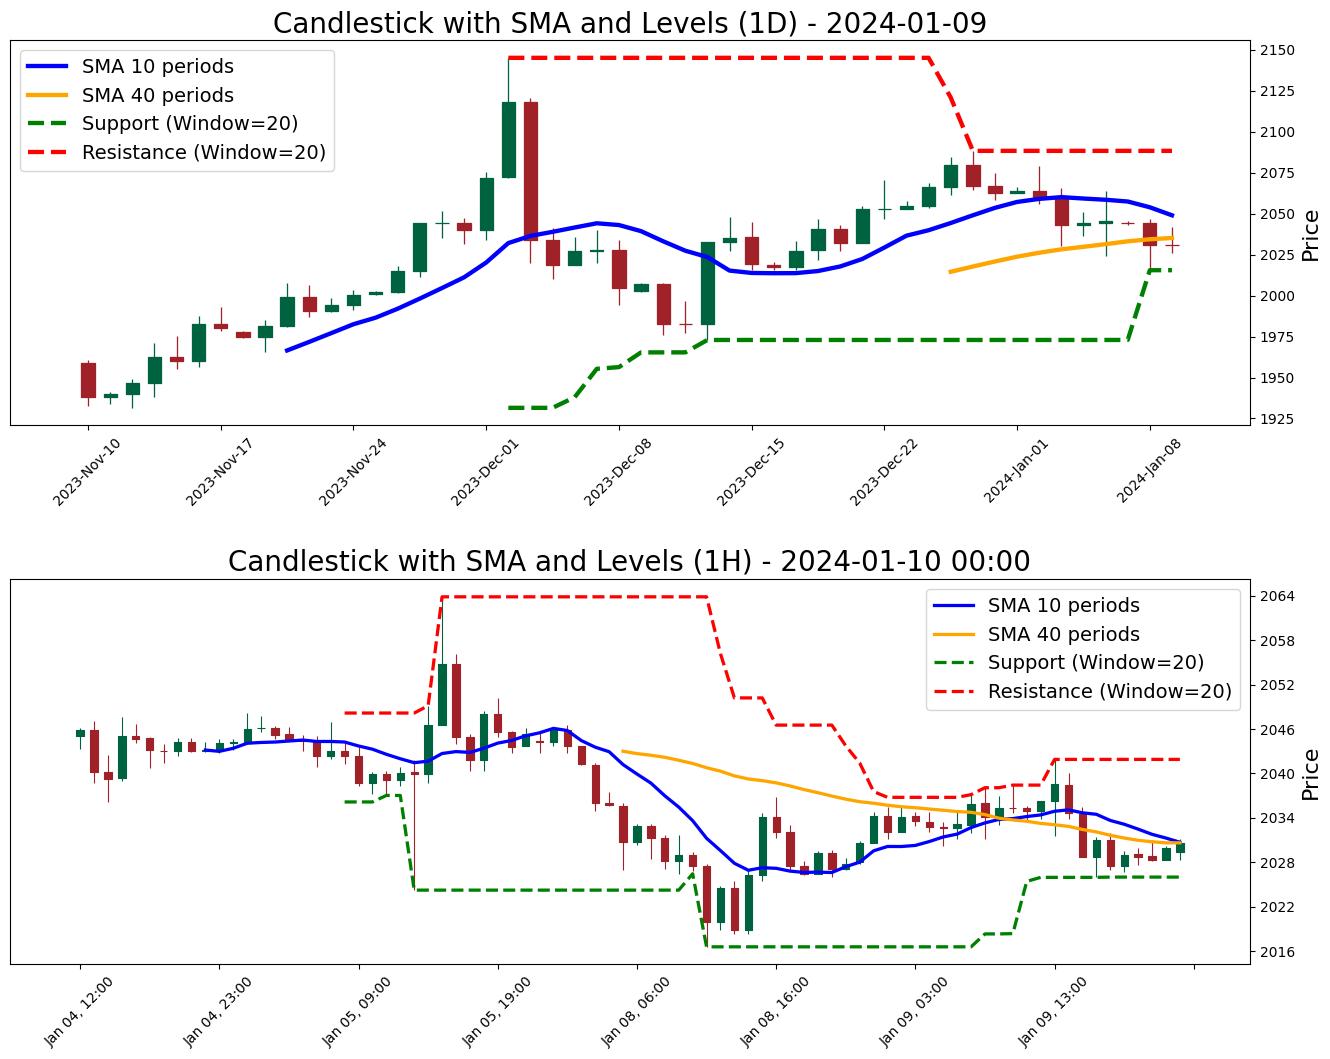 Candlestick with SMA and Levels (1D) - 2024-01-09
SMA 10 periods
SMA 40 periods
Support (Window=20)
Resistance (Window=20)
2150
2125
2100
2075
2050
2025
2000
1975
1950
1925
Price
2023-Nov-10
2023-Nov-17
2023-Nov-24
2023-Dec-01
2023-Dec-08
2023-Dec-15
2023-Dec-22
2024-Jan-01
2024-Jan-08
Candlestick with SMA and Levels (1H) - 2024-01-10 00:00
SMA 10 periods
SMA 40 periods
Support (Window=20)
Resistance (Window=20)
2064
2058
2052
2046
2040
2034
2028
2022
2016
Price
Jan 04, 12:00
Jan 04, 23:00
Jan 05, 09:00
Jan 05, 19:00
Jan 08, 06:00
Jan 08, 16:00
Jan 09, 03:00
Jan 09, 13:00